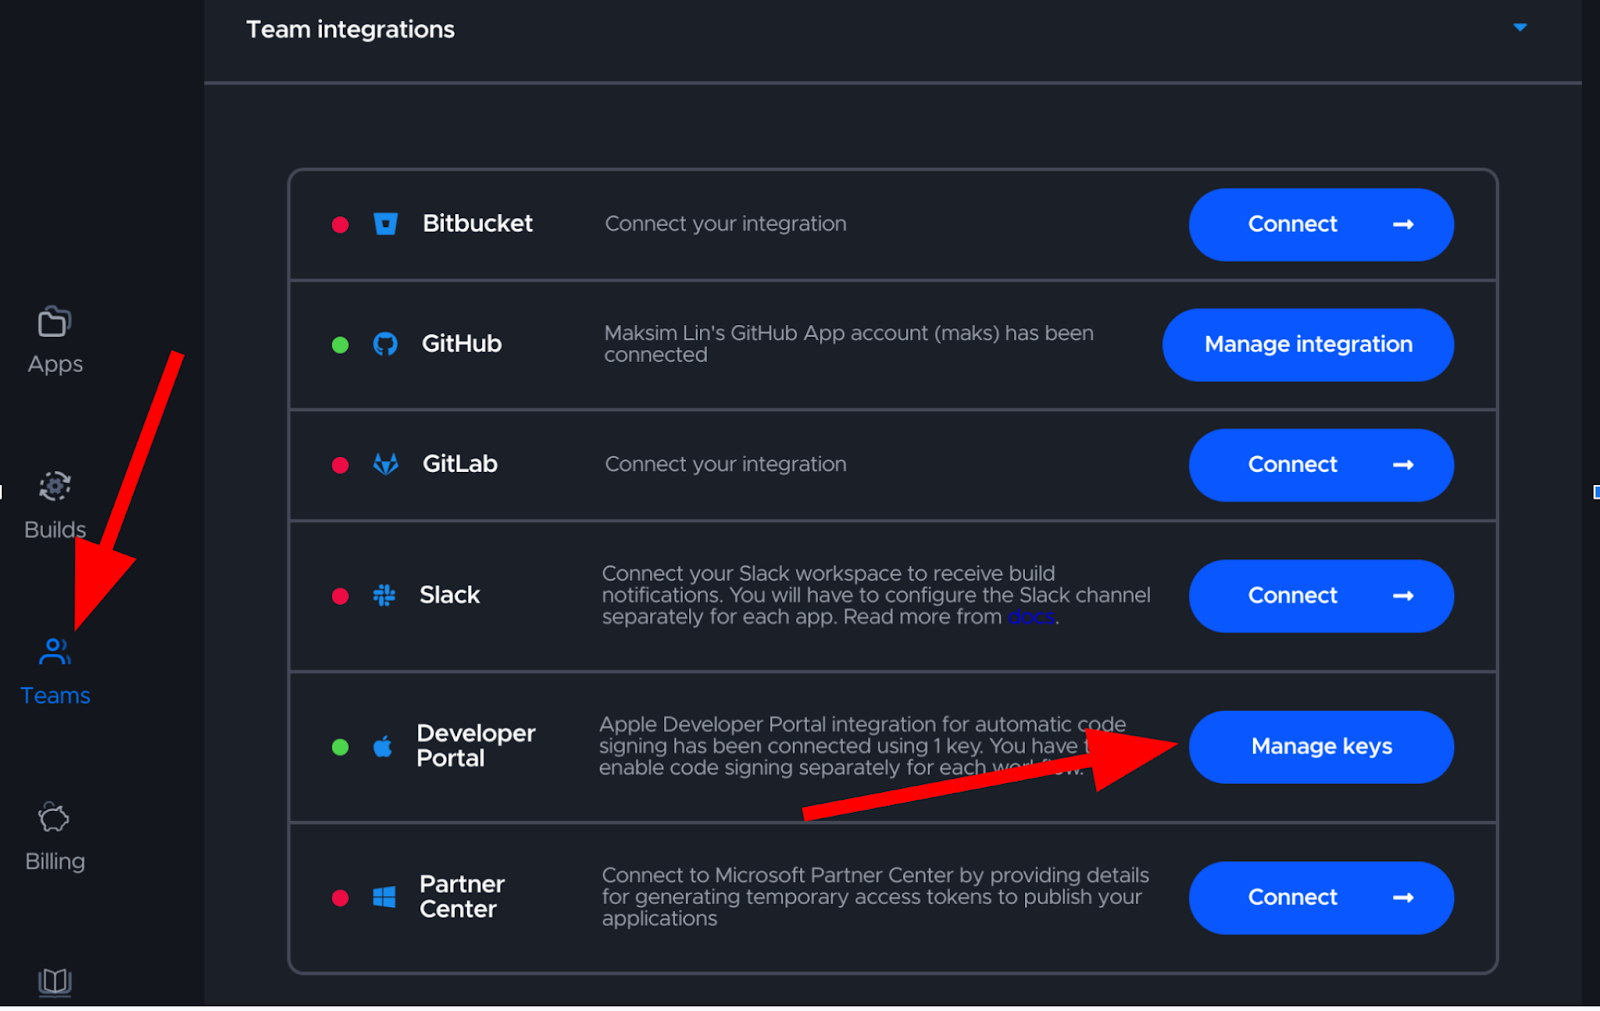 Team integrations
Bitbucket
Connect your integration
Connect
Apps
GitHub
Maksim Lin's GitHub App account (maks) has been
connected
Manage integration
GitLab
Connect your integration
Connect
Builds
Slack
Connect your Slack workspace to receive build
notifications. You will have to configure the Slack channel
separately for each app. Read more from docs.
Connect
Teams
Developer
Portal
Apple Developer Portal integration for automatic code
signing has been connected using 1 key. You have
enable code signing separately for each workflow.
Manage keys
Billing
Partner
Center
Connect to Microsoft Partner Center by providing details
for generating temporary access tokens to publish your
applications
Connect